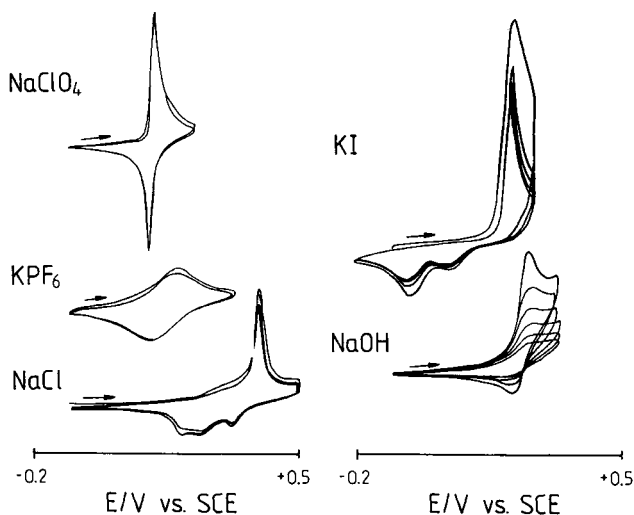 NaClO₄
KPF₆
NaCl
-0.2 +0.5
E/V vs. SCE
KI
NaOH
-0.2 +0.5
E/V vs. SCE